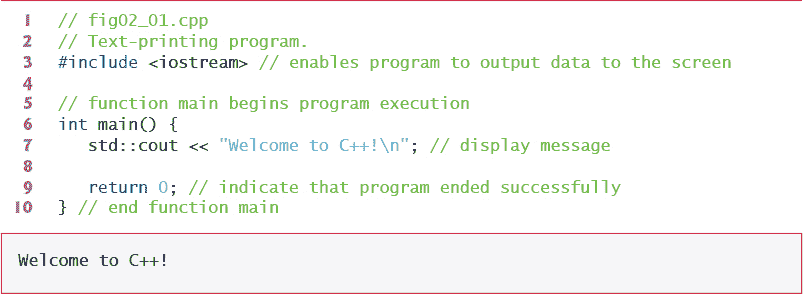 1 // fig02_01.cpp
2 // Text-printing program.
3 #include <iostream> // enables program to output data to the screen
4
5 // function main begins program execution
6 int main() {
7    std::cout << "Welcome to C++!\n"; // display message
8
9    return 0; // indicate that program ended successfully
10 } // end function main
Welcome to C++!